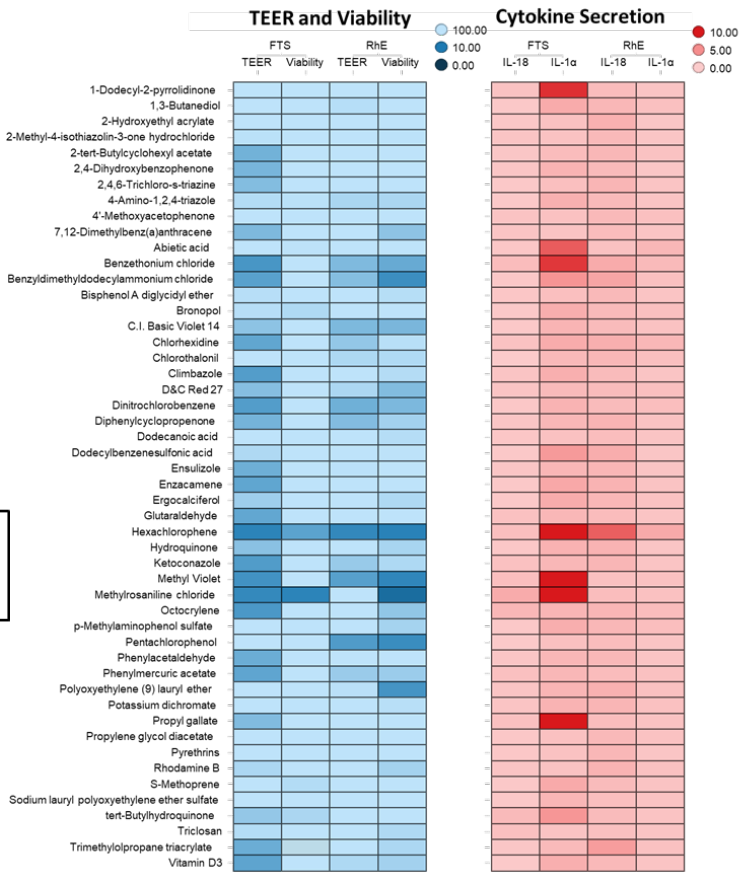 TEER and Viability
Cytokine Secretion
100.00
10.00
0.00
10.00
5.00
0.00
FTS RhE
TEER Viability TEER Viability
FTS RhE
IL-18 IL-1α IL-18 IL-1α
1-Dodecyl-2-pyrrolidinone
1,3-Butanediol
2-Hydroxyethyl acrylate
2-Methyl-4-isothiazolin-3-one hydrochloride
2-tert-Butylcyclohexyl acetate
2,4-Dihydroxybenzophenone
2,4,6-Trichloro-s-triazine
4-Amino-1,2,4-triazole
4'-Methoxyacetophenone
7,12-Dimethylbenz(a)anthracene
Abietic acid
Benzethonium chloride
Benzyldimethyldodecylammonium chloride
Bisphenol A diglycidyl ether
Bronopol
C.I. Basic Violet 14
Chlorhexidine
Chlorothalonil
Climbazole
D&C Red 27
Dinitrochlorobenzene
Diphenylcyclopropenone
Dodecanoic acid
Dodecylbenzenesulfonic acid
Ensulizole
Enzacamene
Ergocalciferol
Glutaraldehyde
Hexachlorophene
Hydroquinone
Ketoconazole
Methyl Violet
Methylrosaniline chloride
Octocrylene
p-Methylaminophenol sulfate
Pentachlorophenol
Phenylacetaldehyde
Phenylmercuric acetate
Polyoxyethylene (9) lauryl ether
Potassium dichromate
Propyl gallate
Propylene glycol diacetate
Pyrethrins
Rhodamine B
S-Methoprene
Sodium lauryl polyoxyethylene ether sulfate
tert-Butylhydroquinone
Triclosan
Trimethylolpropane triacrylate
Vitamin D3